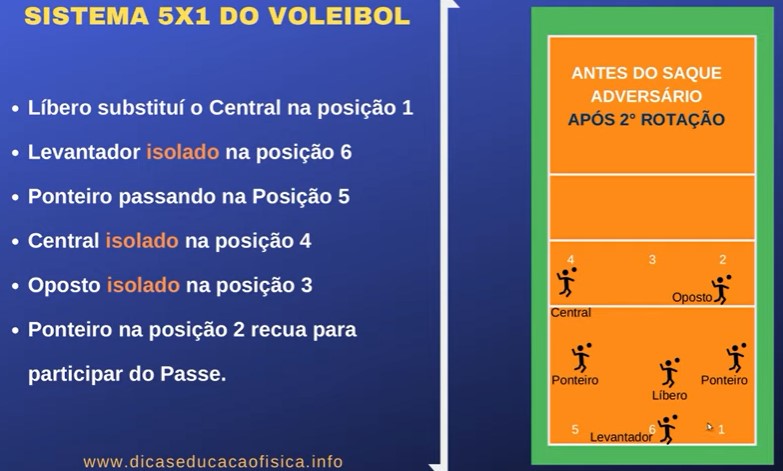 SISTEMA 5X1 DO VOLEIBOL
• Líbero substituí o Central na posição 1
• Levantador isolado na posição 6
• Ponteiro passando na Posição 5
• Central isolado na posição 4
• Oposto isolado na posição 3
• Ponteiro na posição 2 recua para
participar do Passe.
www.dicaseducacaofisica.info
ANTES DO SAQUE
ADVERSÁRIO
APÓS 2° ROTAÇÃO
4 3 2
Oposto
Central
Ponteiro Ponteiro
Líbero
5 6 1
Levantador